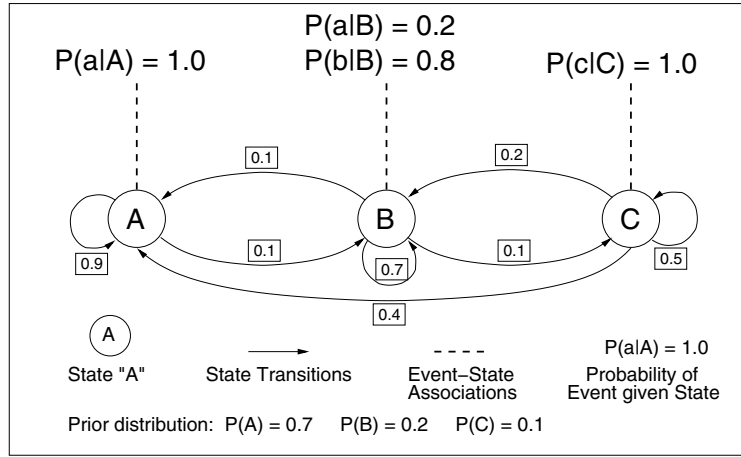 P(a|B) = 0.2
P(a|A) = 1.0
P(b|B) = 0.8
P(c|C) = 1.0
0.1
0.2
A
B
C
0.9
0.1
0.7
0.1
0.5
0.4
A
P(a|A) = 1.0
State "A"
State Transitions
Event−State
Associations
Probability of
Event given State
Prior distribution: P(A) = 0.7 P(B) = 0.2 P(C) = 0.1